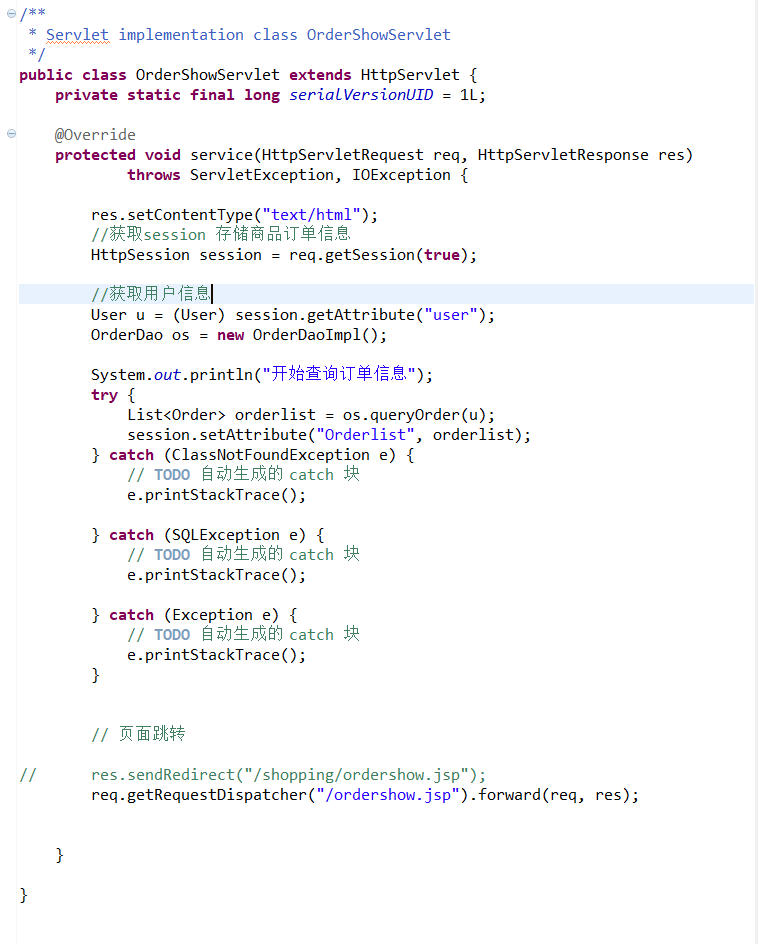 /**
 * Servlet implementation class OrderShowServlet
 */
public class OrderShowServlet extends HttpServlet {
    private static final long serialVersionUID = 1L;
    @Override
    protected void service(HttpServletRequest req, HttpServletResponse res)
            throws ServletException, IOException {
        res.setContentType("text/html");
        //获取session 存储商品订单信息
        HttpSession session = req.getSession(true);
        //获取用户信息
        User u = (User) session.getAttribute("user");
        OrderDao os = new OrderDaoImpl();
        System.out.println("开始查询订单信息");
        try {
            List<Order> orderlist = os.queryOrder(u);
            session.setAttribute("Orderlist", orderlist);
        } catch (ClassNotFoundException e) {
            // TODO 自动生成的 catch 块
            e.printStackTrace();
        } catch (SQLException e) {
            // TODO 自动生成的 catch 块
            e.printStackTrace();
        } catch (Exception e) {
            // TODO 自动生成的 catch 块
            e.printStackTrace();
        }
        // 页面跳转
//      res.sendRedirect("/shopping/ordershow.jsp");
        req.getRequestDispatcher("/ordershow.jsp").forward(req, res);
    }
}